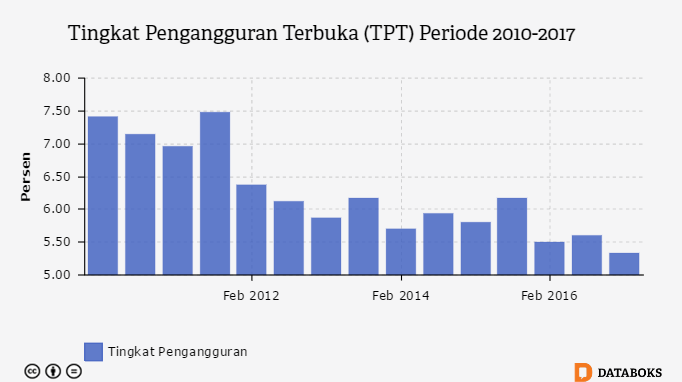 Tingkat Pengangguran Terbuka (TPT) Periode 2010-2017
8.00
7.50
7.00
6.50
6.00
5.50
5.00
Persen
Feb 2012
Feb 2014
Feb 2016
Tingkat Pengangguran
cc
DATABOKS